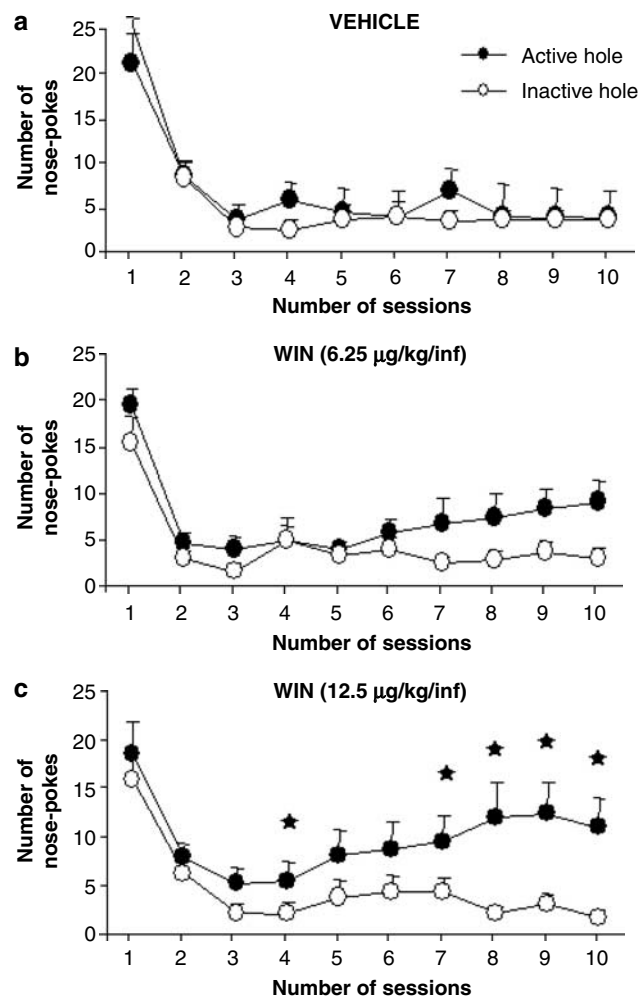 a
VEHICLE
Active hole
Inactive hole
Number of
nose-pokes
25
20
15
10
5
0
1 2 3 4 5 6 7 8 9 10
Number of sessions
b
WIN (6.25 µg/kg/inf)
Number of
nose-pokes
25
20
15
10
5
0
1 2 3 4 5 6 7 8 9 10
Number of sessions
c
WIN (12.5 µg/kg/inf)
Number of
nose-pokes
25
20
15
10
5
0
1 2 3 4 5 6 7 8 9 10
Number of sessions